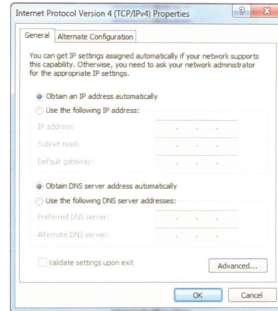 Internet Protocol Version 4 (TCP/IPv4) Properties
General
Alternate Configuration
You can get IP settings assigned automatically if your network supports
this capability. Otherwise, you need to ask your network administrator
for the appropriate IP settings.
Obtain an IP address automatically
Use the following IP address:
IP address:
Subnet mask:
Default gateway:
Obtain DNS server address automatically
Use the following DNS server addresses:
Preferred DNS server:
Alternate DNS server:
Validate settings upon exit
Advanced...
OK
Cancel